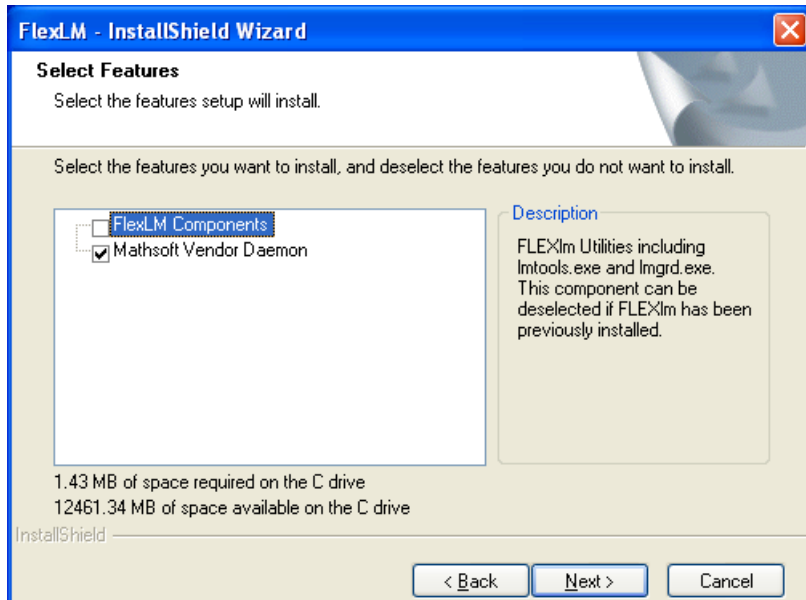 FlexLM - InstallShield Wizard
Select Features
Select the features setup will install.
Select the features you want to install, and deselect the features you do not want to install.
FlexLM Components
Mathsoft Vendor Daemon
Description
FLEXlm Utilities including
lmtools.exe and lmgrd.exe.
This component can be
deselected if FLEXlm has been
previously installed.
1.43 MB of space required on the C drive
12461.34 MB of space available on the C drive
InstallShield
< Back
Next >
Cancel